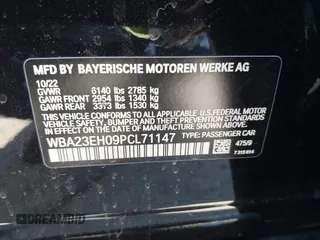 MFD BY BAYERISCHE MOTOREN WERKE AG
10/22
GVWR 6140 lbs 2785 kg
GAWR FRONT 2954 lbs 1340 kg
GAWR REAR 3373 lbs 1530 kg
THIS VEHICLE CONFORMS TO ALL APPLICABLE FEDERAL
MOTOR VEHICLE SAFETY, BUMPER AND THEFT PREVENTION
STANDARDS IN EFFECT ON THE DATE OF MANUFACTURE
SHOWN ABOVE.
WBA23EH09PCL71147
TYPE: PASSENGER CAR
475/9